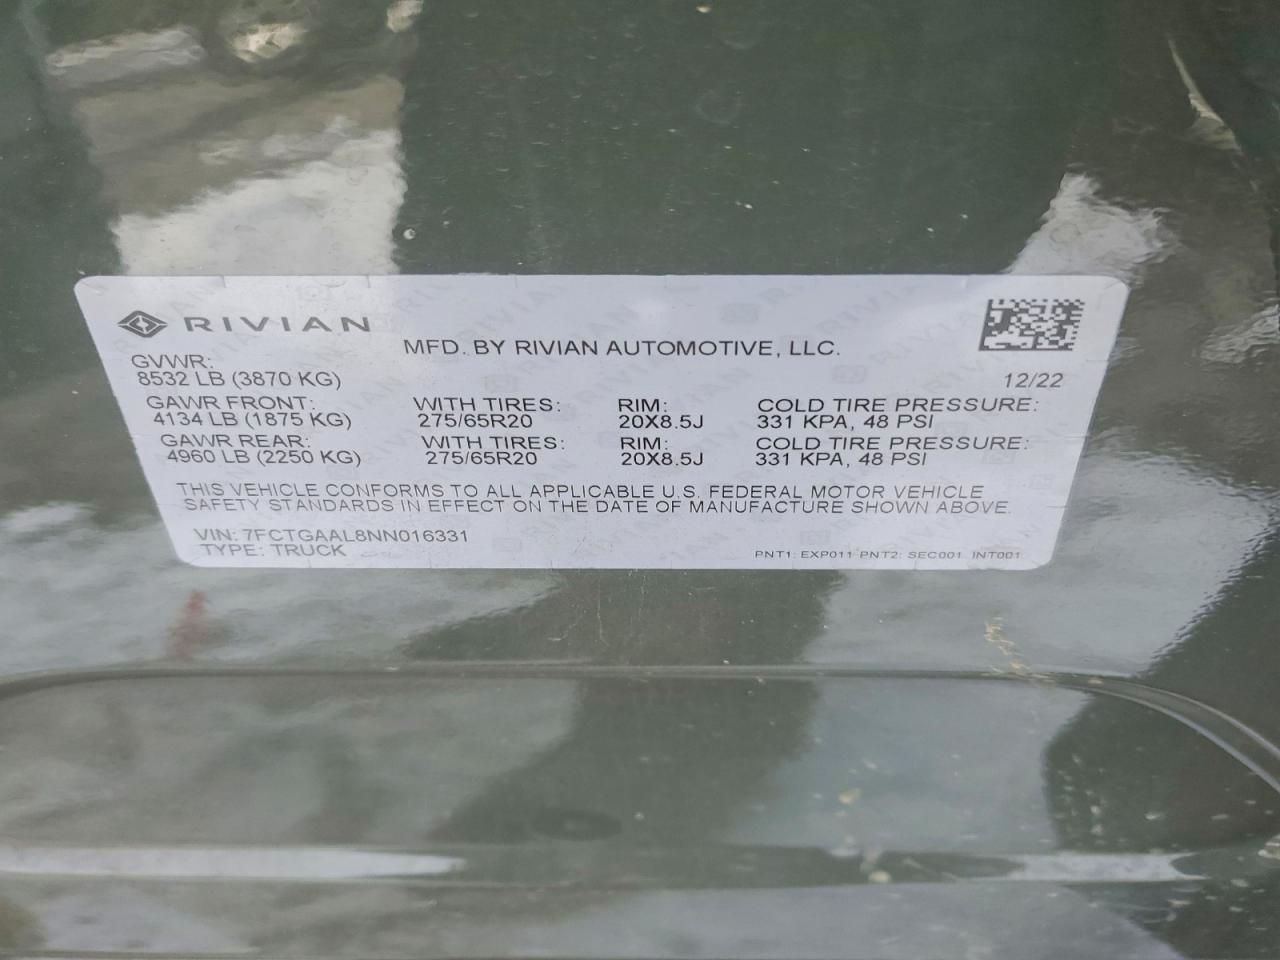 RIVIAN
MFD. BY RIVIAN AUTOMOTIVE, LLC.
GVWR:
8532 LB (3870 KG)
12/22
GAWR FRONT: WITH TIRES: RIM: COLD TIRE PRESSURE:
4134 LB (1875 KG) 275/65R20 20X8.5J 331 KPA, 48 PSI
GAWR REAR: WITH TIRES: RIM: COLD TIRE PRESSURE:
4960 LB (2250 KG) 275/65R20 20X8.5J 331 KPA, 48 PSI
THIS VEHICLE CONFORMS TO ALL APPLICABLE U.S. FEDERAL MOTOR VEHICLE
SAFETY STANDARDS IN EFFECT ON THE DATE OF MANUFACTURE SHOWN ABOVE.
VIN: 7FCTGAAL8NN016331
TYPE: TRUCK
PNT1: EXP011 PNT2: SEC001 INT001